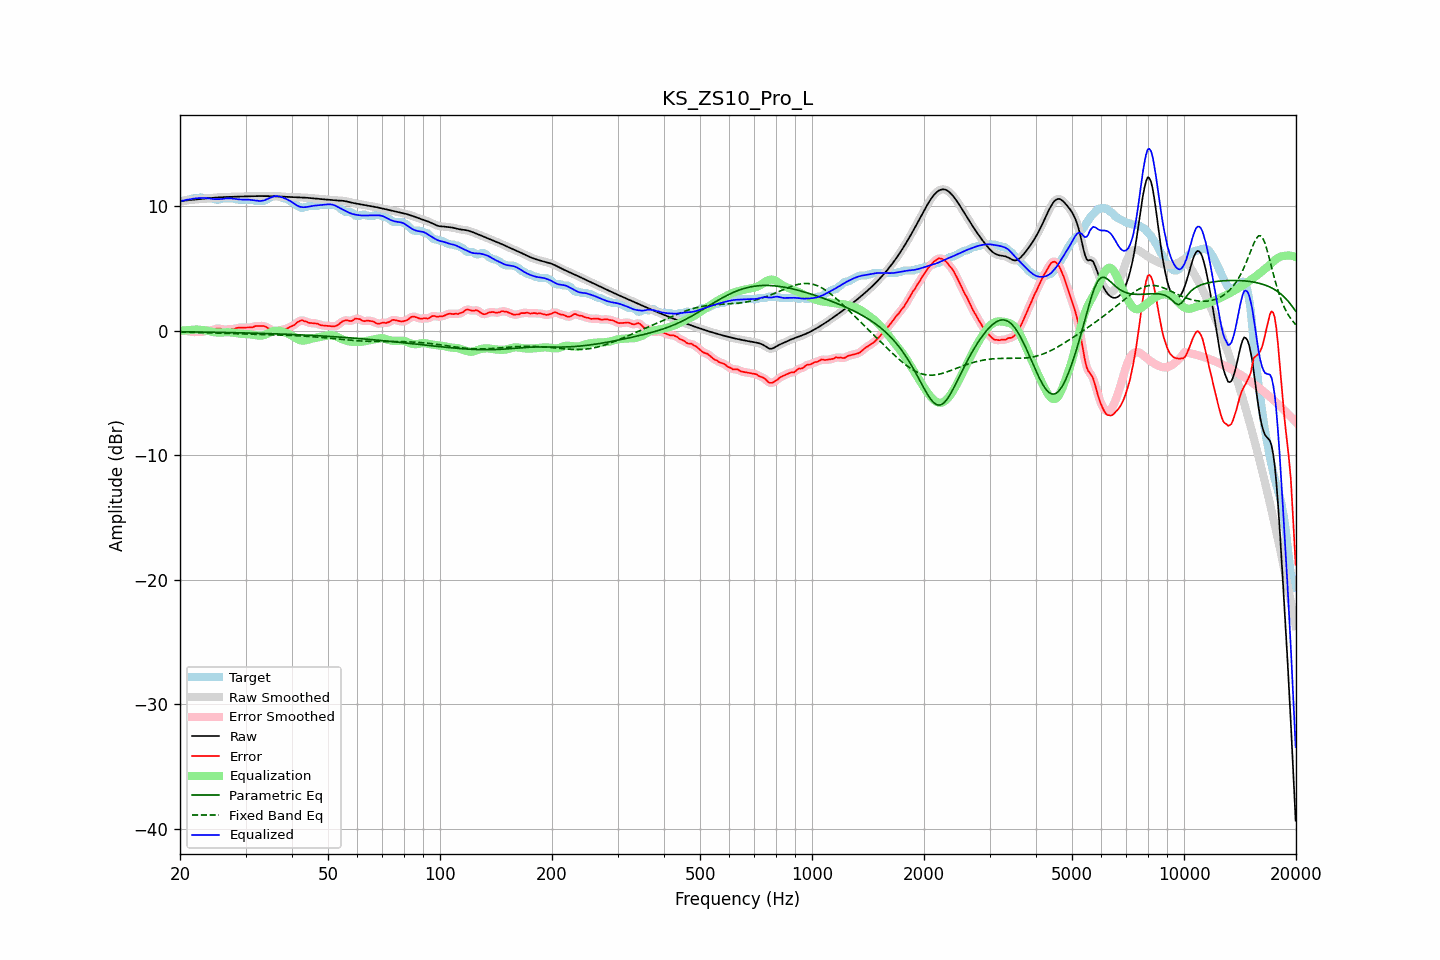 KS_ZS10_Pro_L
Amplitude (dBr)
10
0
−10
−20
−30
−40
Target
Raw Smoothed
Error Smoothed
Raw
Error
Equalization
Parametric Eq
Fixed Band Eq
Equalized
20 50 100 200 500 1000 2000 5000 10000 20000
Frequency (Hz)